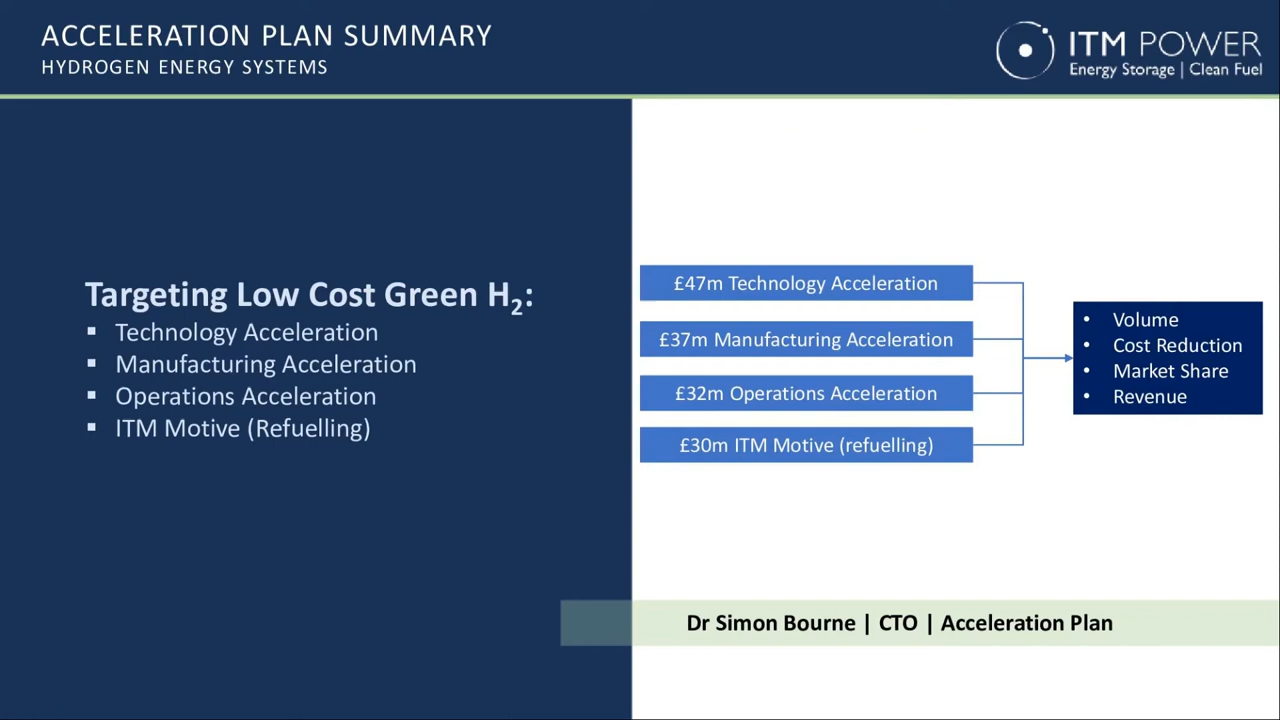 ACCELERATION PLAN SUMMARY
HYDROGEN ENERGY SYSTEMS
ITM POWER
Energy Storage | Clean Fuel
Targeting Low Cost Green H₂:
▪ Technology Acceleration
▪ Manufacturing Acceleration
▪ Operations Acceleration
▪ ITM Motive (Refuelling)
£47m Technology Acceleration
£37m Manufacturing Acceleration
£32m Operations Acceleration
£30m ITM Motive (refuelling)
• Volume
• Cost Reduction
• Market Share
• Revenue
Dr Simon Bourne | CTO | Acceleration Plan